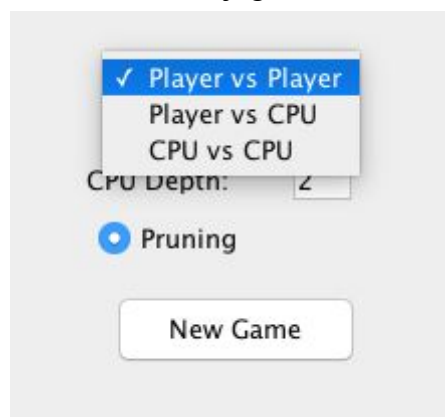 ✓ Player vs Player
Player vs CPU
CPU vs CPU
CPU Depth: 2
Pruning
New Game